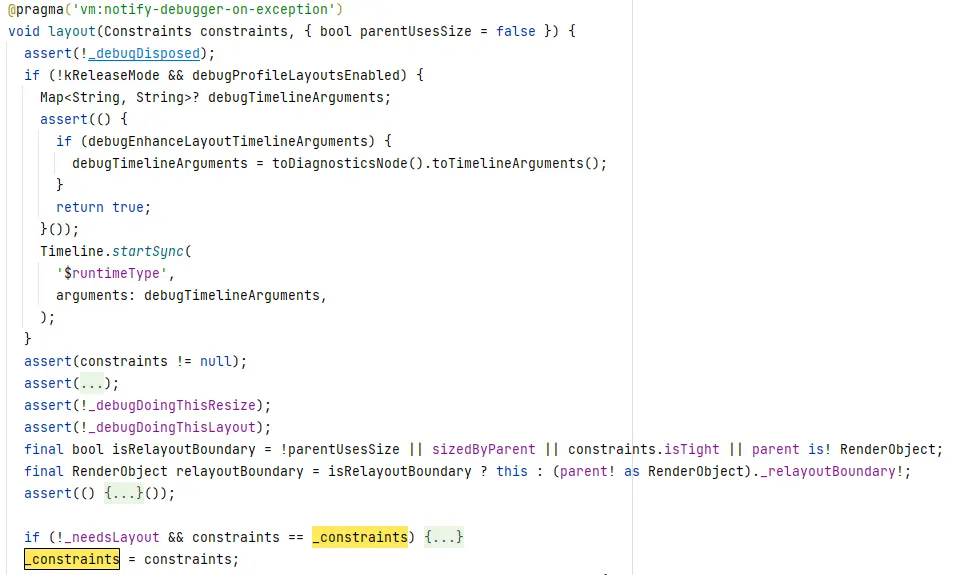 @pragma('vm:notify-debugger-on-exception')
void layout(Constraints constraints, { bool parentUsesSize = false }) {
assert(!_debugDisposed);
if (!kReleaseMode && debugProfileLayoutsEnabled) {
Map<String, String>? debugTimelineArguments;
assert(() {
if (debugEnhanceLayoutTimelineArguments) {
debugTimelineArguments = toDiagnosticsNode().toTimelineArguments();
}
return true;
}());
Timeline.startSync(
'$runtimeType',
arguments: debugTimelineArguments,
);
}
assert(constraints != null);
assert(...);
assert(!_debugDoingThisResize);
assert(!_debugDoingThisLayout);
final bool isRelayoutBoundary = !parentUsesSize || sizedByParent || constraints.isTight || parent is! RenderObject;
final RenderObject relayoutBoundary = isRelayoutBoundary ? this : (parent! as RenderObject)._relayoutBoundary!;
assert(() {...}());
if (!_needsLayout && constraints == _constraints) {...}
_constraints = constraints;